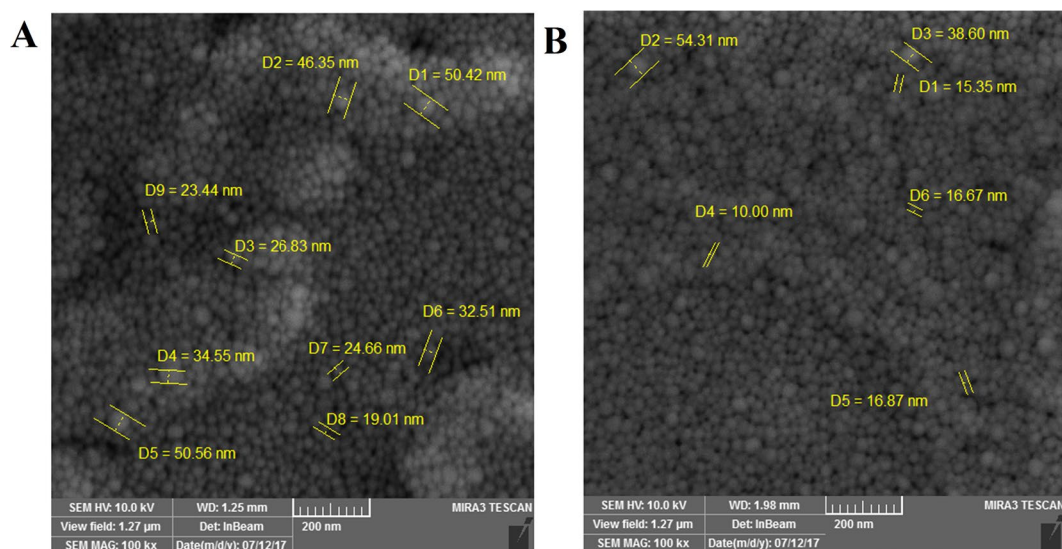 A
D2 = 46.35 nm
D1 = 50.42 nm
D9 = 23.44 nm
D3 = 26.83 nm
D6 = 32.51 nm
D7 = 24.66 nm
D4 = 34.55 nm
D8 = 19.01 nm
D5 = 50.56 nm
SEM HV: 10.0 kV WD: 1.25 mm MIRA3 TESCAN
View field: 1.27 µm Det: InBeam 200 nm
SEM MAG: 100 kx Date(m/d/y): 07/12/17
B
D2 = 54.31 nm
D3 = 38.60 nm
D1 = 15.35 nm
D6 = 16.67 nm
D4 = 10.00 nm
D5 = 16.87 nm
SEM HV: 10.0 kV WD: 1.98 mm MIRA3 TESCAN
View field: 1.27 µm Det: InBeam 200 nm
SEM MAG: 100 kx Date(m/d/y): 07/12/17